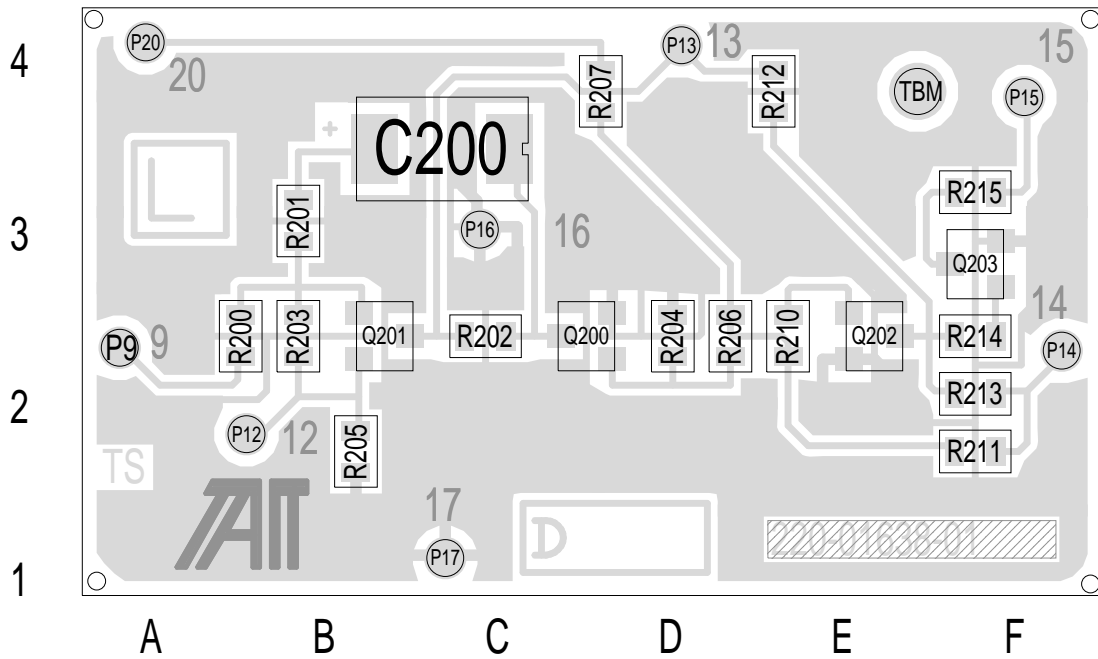 4
P20
20
P13
13
15
R207
R212
TBM
P15
+
C200
R201
R215
3
P16
16
Q203
14
P9
9
R200
R203
Q201
R202
Q200
R204
R206
R210
Q202
R214
P14
2
R213
P12
12
R205
R211
TS
TAIT
17
P17
D
220-01638-01
1
A
B
C
D
E
F